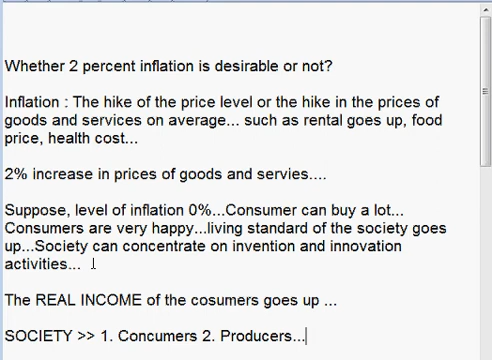 Whether 2 percent inflation is desirable or not?
Inflation : The hike of the price level or the hike in the prices of
goods and services on average... such as rental goes up, food
price, health cost...
2% increase in prices of goods and servies....
Suppose, level of inflation 0%...Consumer can buy a lot...
Consumers are very happy...living standard of the society goes
up...Society can concentrate on invention and innovation
activities...
The REAL INCOME of the cosumers goes up ...
SOCIETY >> 1. Concumers 2. Producers...